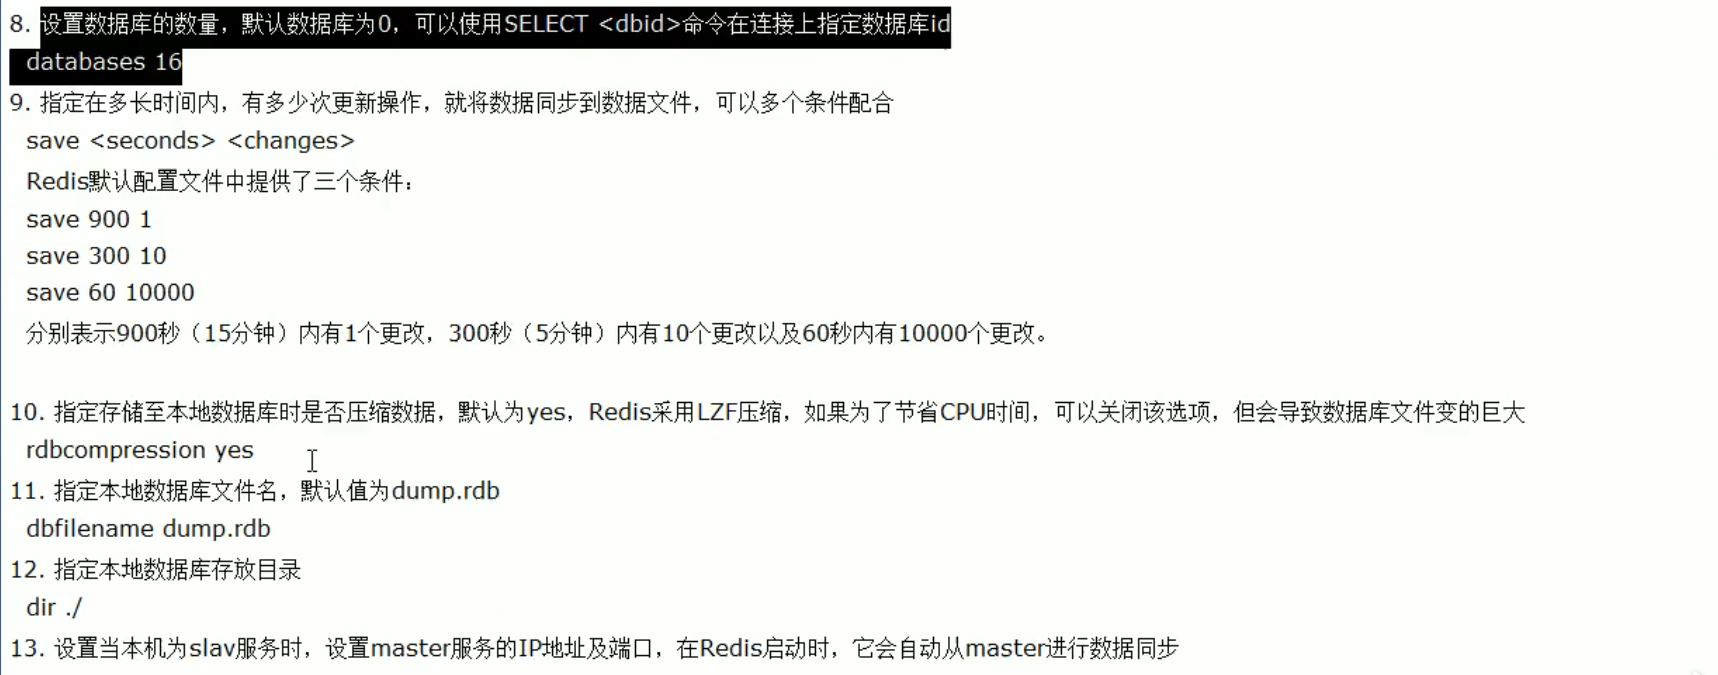 8. 设置数据库的数量，默认数据库为0，可以使用SELECT <dbid>命令在连接上指定数据库id
databases 16
9. 指定在多长时间内，有多少次更新操作，就将数据同步到数据文件，可以多个条件配合
save <seconds> <changes>
Redis默认配置文件中提供了三个条件：
save 900 1
save 300 10
save 60 10000
分别表示900秒（15分钟）内有1个更改，300秒（5分钟）内有10个更改以及60秒内有10000个更改。
10. 指定存储至本地数据库时是否压缩数据，默认为yes，Redis采用LZF压缩，如果为了节省CPU时间，可以关闭该选项，但会导致数据库文件变的巨大
rdbcompression yes
11. 指定本地数据库文件名，默认值为dump.rdb
dbfilename dump.rdb
12. 指定本地数据库存放目录
dir ./
13. 设置当本机为slav服务时，设置master服务的IP地址及端口，在Redis启动时，它会自动从master进行数据同步